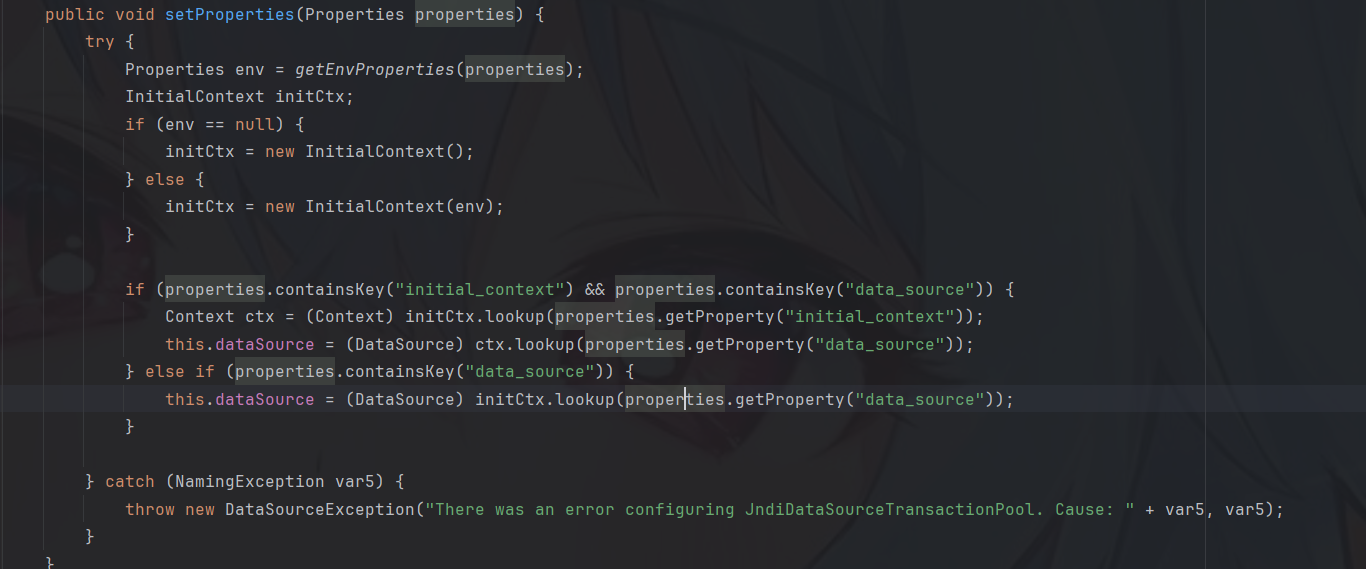 public void setProperties(Properties properties) {
try {
Properties env = getEnvProperties(properties);
InitialContext initCtx;
if (env == null) {
initCtx = new InitialContext();
} else {
initCtx = new InitialContext(env);
}
if (properties.containsKey("initial_context") && properties.containsKey("data_source")) {
Context ctx = (Context) initCtx.lookup(properties.getProperty("initial_context"));
this.dataSource = (DataSource) ctx.lookup(properties.getProperty("data_source"));
} else if (properties.containsKey("data_source")) {
this.dataSource = (DataSource) initCtx.lookup(properties.getProperty("data_source"));
}
} catch (NamingException var5) {
throw new DataSourceException("There was an error configuring JndiDataSourceTransactionPool. Cause: " + var5, var5);
}
}